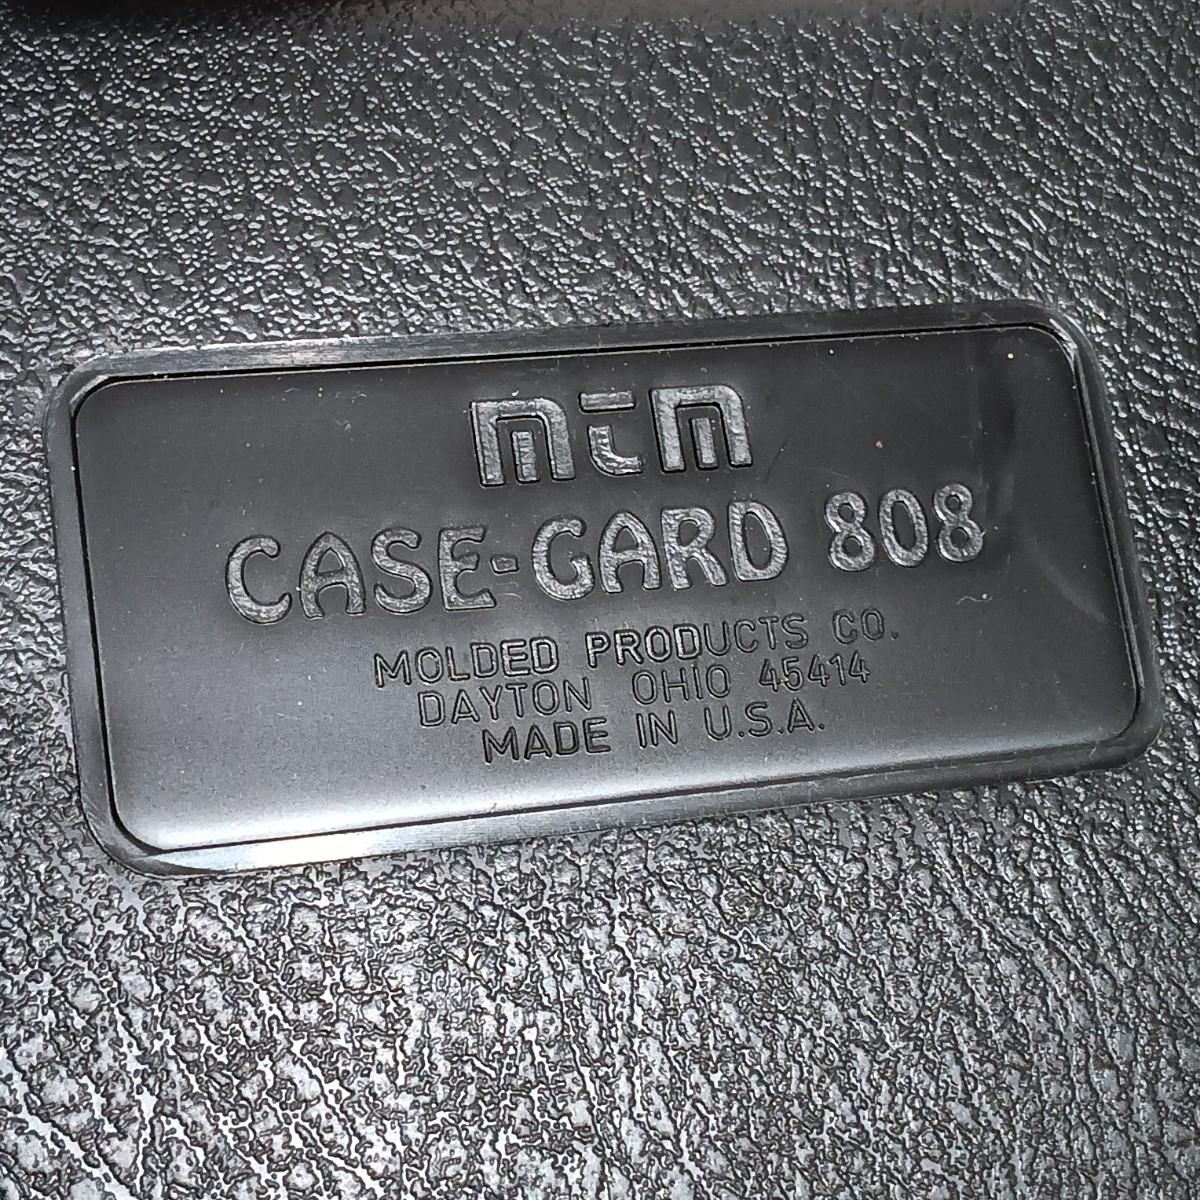 mtm
CASE-GARD 808
MOLDED PRODUCTS CO.
DAYTON OHIO 45414
MADE IN U.S.A.